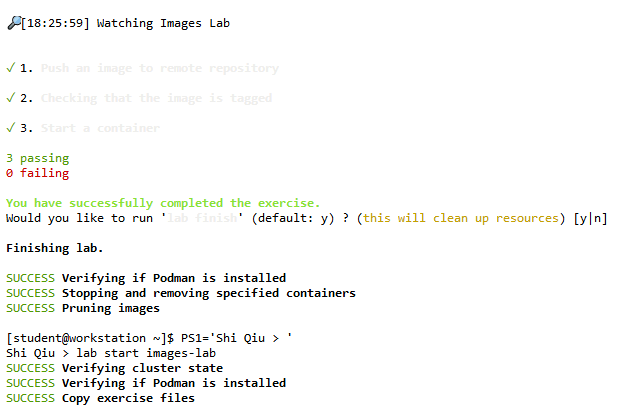 🔎[18:25:59] Watching Images Lab
✓ 1. Push an image to remote repository
✓ 2. Checking that the image is tagged
✓ 3. Start a container
3 passing
0 failing
You have successfully completed the exercise.
Would you like to run 'lab finish' (default: y) ? (this will clean up resources) [y|n]
Finishing lab.
SUCCESS Verifying if Podman is installed
SUCCESS Stopping and removing specified containers
SUCCESS Pruning images
[student@workstation ~]$ PS1='Shi Qiu > '
Shi Qiu > lab start images-lab
SUCCESS Verifying cluster state
SUCCESS Verifying if Podman is installed
SUCCESS Copy exercise files